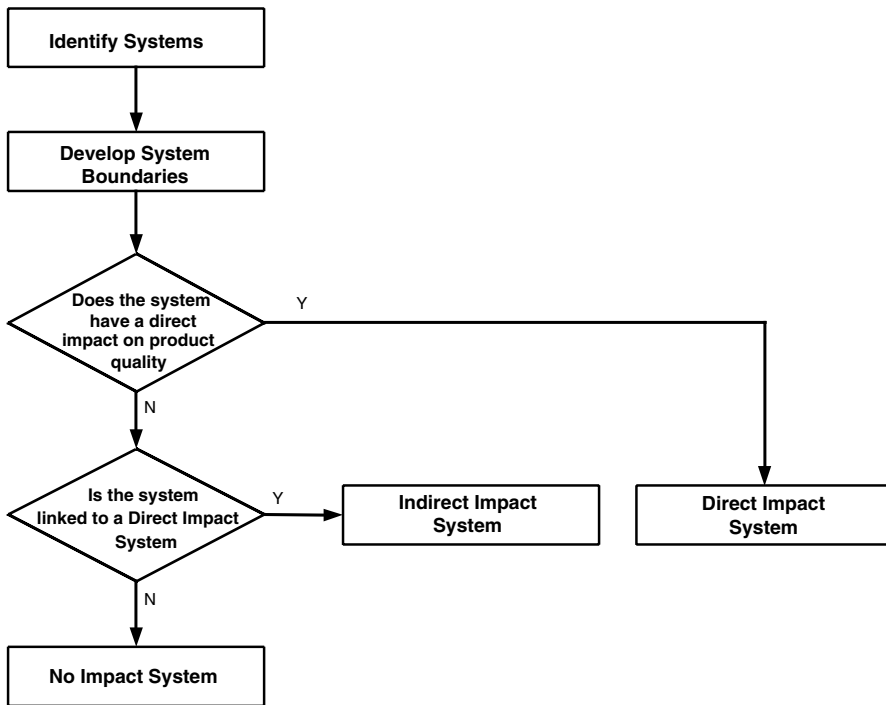 Identify Systems
Develop System
Boundaries
Does the system
have a direct
impact on product
quality
Y
N
Is the system
linked to a Direct Impact
System
Y
Indirect Impact
System
Direct Impact
System
N
No Impact System